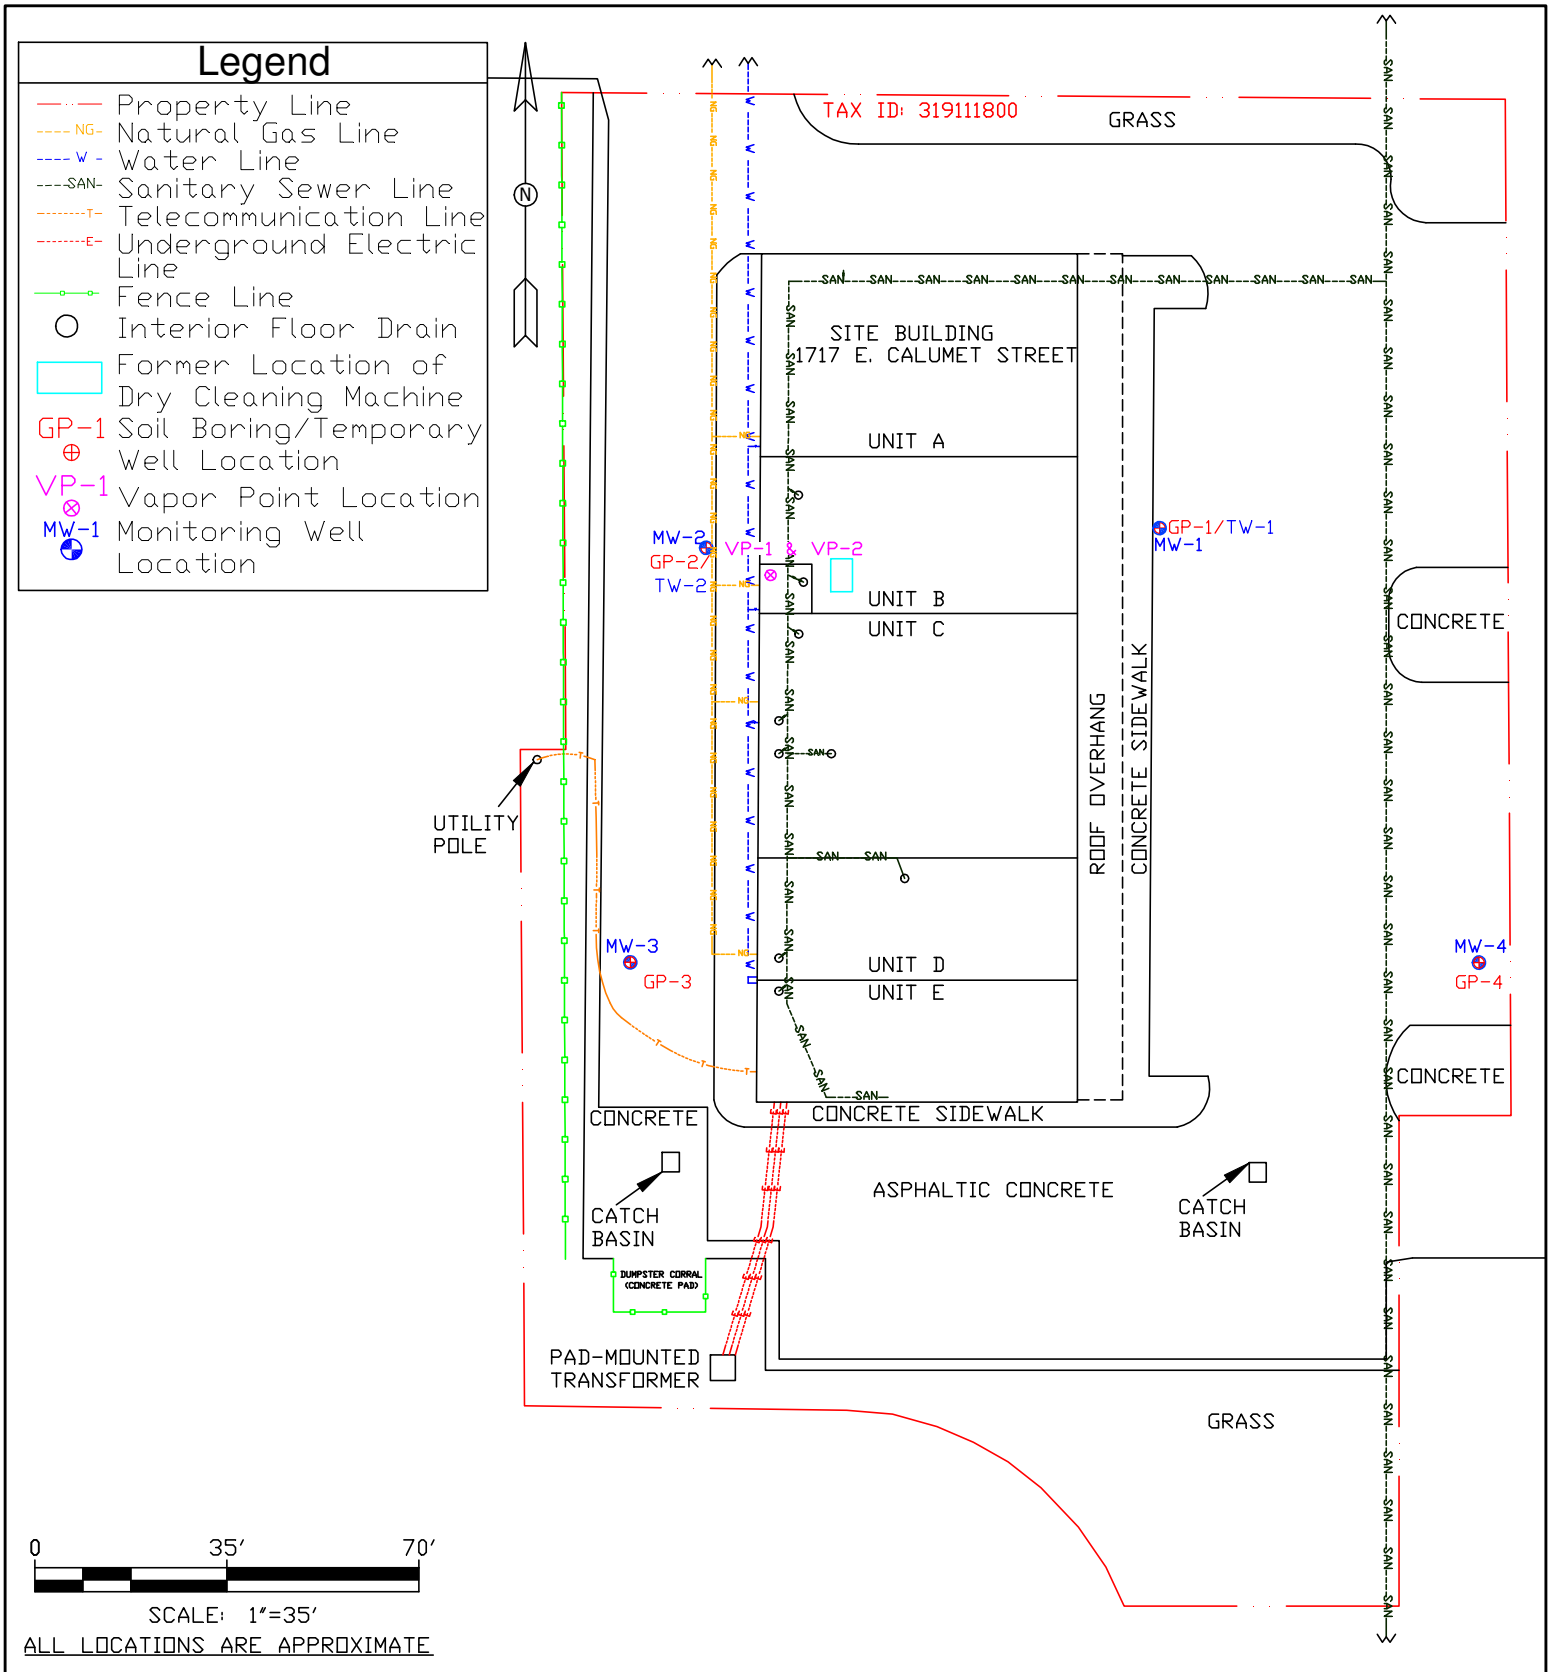 Legend
Property Line
NG
Natural Gas Line
W
Water Line
SAN
Sanitary Sewer Line
T
Telecommunication Line
E
Underground Electric
Line
Fence Line
Interior Floor Drain
Former Location of
Dry Cleaning Machine
GP-1
Soil Boring/Temporary
Well Location
VP-1
Vapor Point Location
MW-1
Monitoring Well
Location
N
TAX ID: 319111800
GRASS
SITE BUILDING
1717 E. CALUMET STREET
UNIT A
MW-2
GP-2/
TW-2
VP-1 & VP-2
UNIT B
UNIT C
GP-1/TW-1
MW-1
CONCRETE
ROOF OVERHANG
CONCRETE SIDEWALK
UTILITY
POLE
MW-3
GP-3
UNIT D
UNIT E
MW-4
GP-4
CONCRETE
CONCRETE
CONCRETE SIDEWALK
ASPHALTIC CONCRETE
CATCH
BASIN
CATCH
BASIN
DUMPSTER CORRAL
(CONCRETE PAD)
PAD-MOUNTED
TRANSFORMER
GRASS
0 35' 70'
SCALE: 1"=35'
ALL LOCATIONS ARE APPROXIMATE